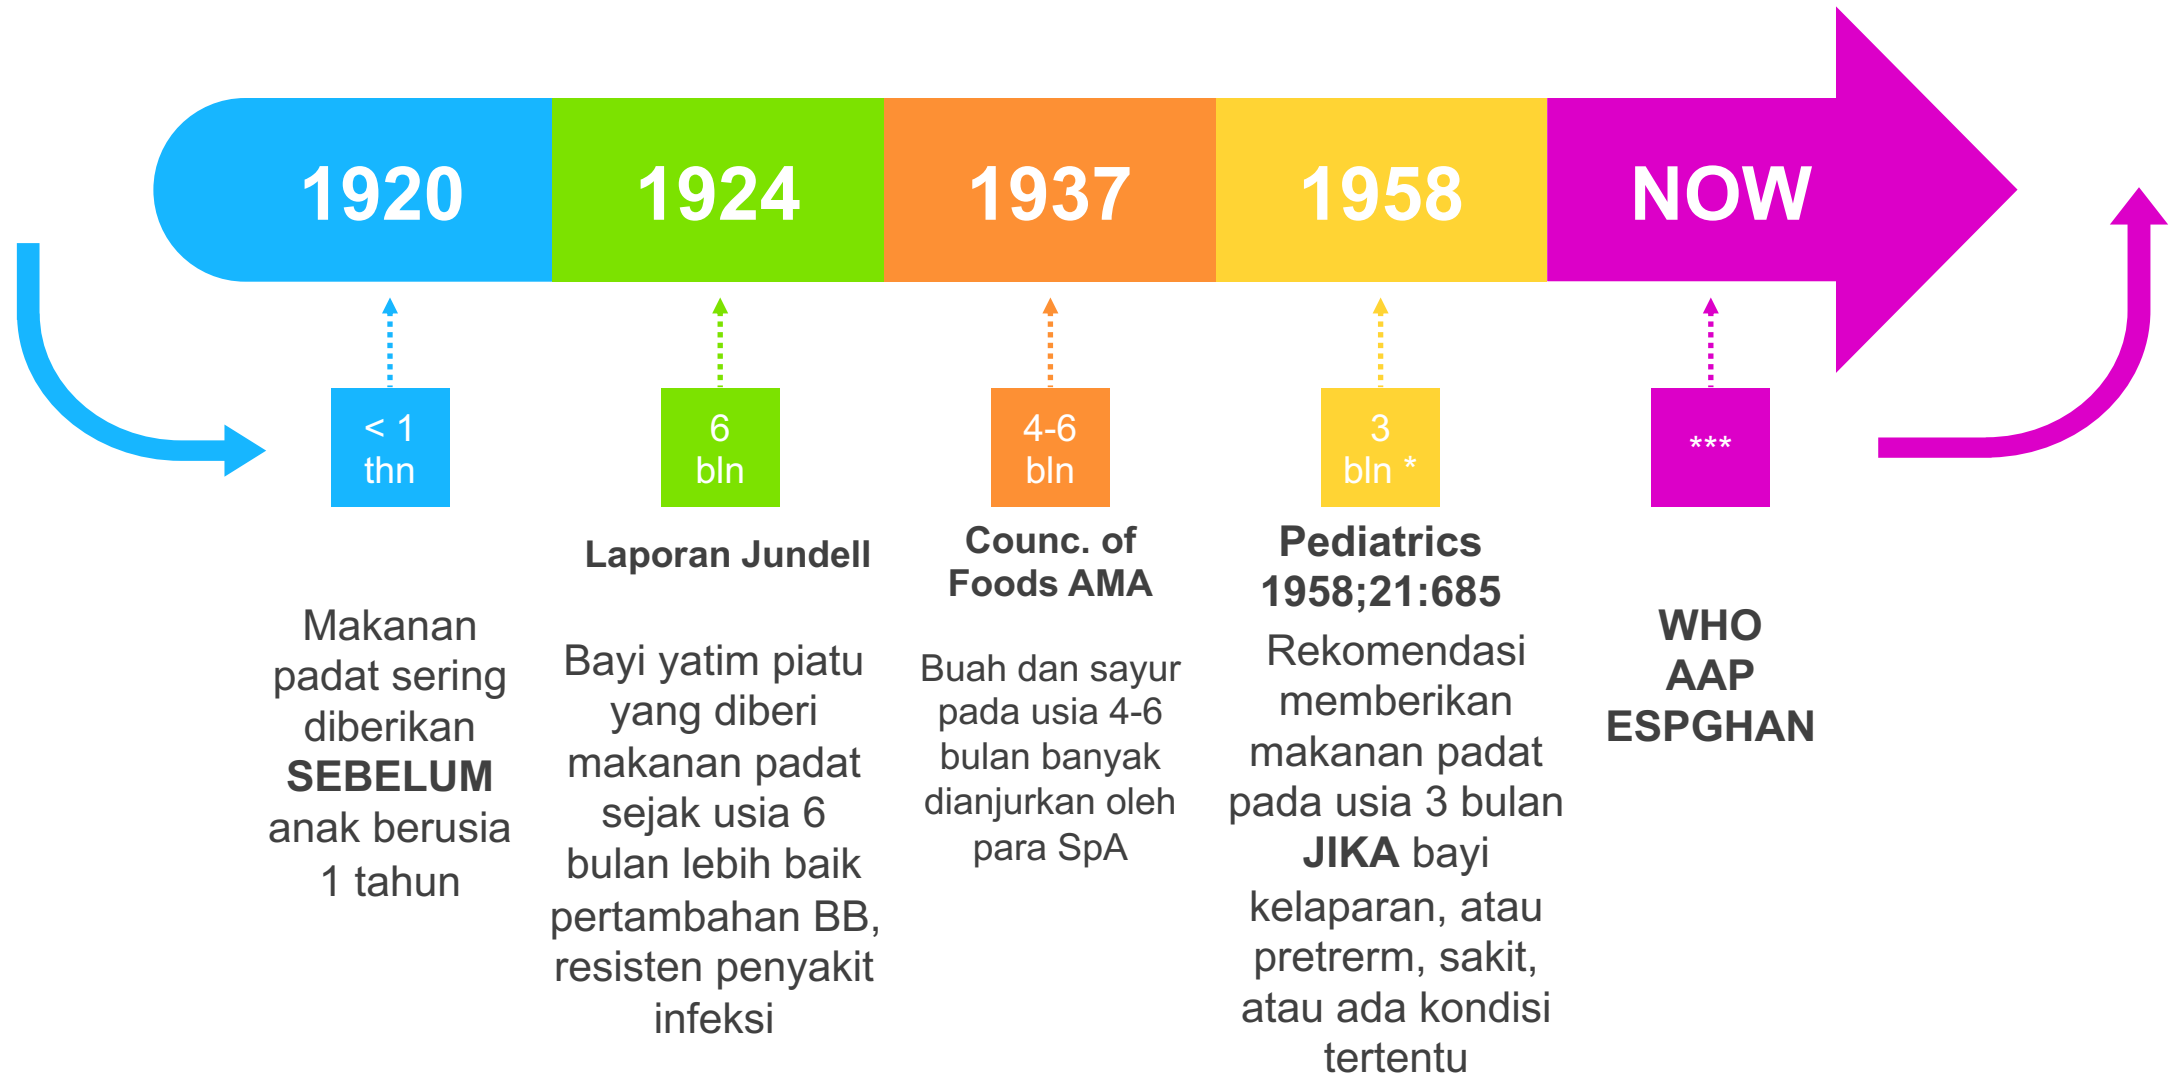 1920
1924
1937
1958
NOW
< 1
thn
6
bln
4-6
bln
3
bln *
***
Makanan
padat sering
diberikan
SEBELUM
anak berusia
1 tahun
Laporan Jundell
Bayi yatim piatu
yang diberi
makanan padat
sejak usia 6
bulan lebih baik
pertambahan BB,
resisten penyakit
infeksi
Counc. of
Foods AMA
Buah dan sayur
pada usia 4-6
bulan banyak
dianjurkan oleh
para SpA
Pediatrics
1958;21:685
Rekomendasi
memberikan
makanan padat
pada usia 3 bulan
JIKA bayi
kelaparan, atau
pretrerm, sakit,
atau ada kondisi
tertentu
WHO
AAP
ESPGHAN